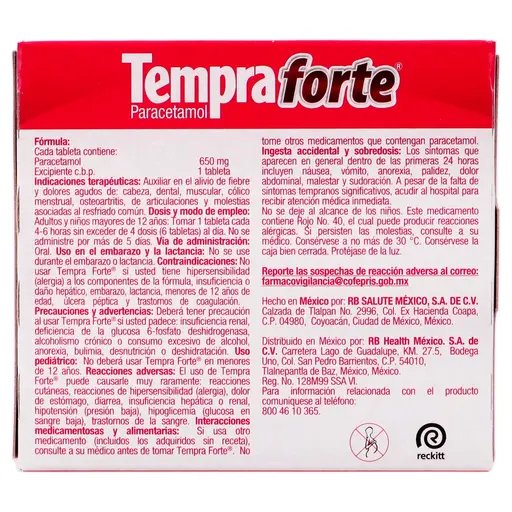 Tempra forte®
Paracetamol
Fórmula:
Cada tableta contiene:
Paracetamol 650 mg
Excipiente c.b.p. 1 tableta
Indicaciones terapéuticas: Auxiliar en el alivio de fiebre
y dolores agudos de: cabeza, dental, muscular, cólico
menstrual, osteoartritis, de articulaciones y molestias
asociadas al resfriado común. Dosis y modo de empleo:
Adultos y niños mayores de 12 años: Tomar 1 tableta cada
4-6 horas sin exceder de 4 dosis (6 tabletas) al día. No se
administre por más de 5 días. Vía de administración:
Oral. Uso en el embarazo y la lactancia: No se use
durante el embarazo o lactancia. Contraindicaciones: No
usar Tempra Forte® si usted tiene hipersensibilidad
(alergia) a los componentes de la fórmula, insuficiencia o
daño hepático, embarazo, lactancia, menores de 12 años de
edad, úlcera péptica y trastornos de coagulación.
Precauciones y advertencias: Deberá tener precaución
al usar Tempra Forte® si usted padece: insuficiencia renal,
deficiencia de la glucosa 6-fosfato deshidrogenasa,
alcoholismo crónico o consumo excesivo de alcohol,
anorexia, bulimia, desnutrición o deshidratación. Uso
pediátrico: No deberá usar Tempra Forte® en menores
de 12 años. Reacciones adversas: El uso de Tempra
Forte® puede causarle muy raramente: reacciones
cutáneas, reacciones de hipersensibilidad (alergia), dolor
de estómago, diarrea, insuficiencia hepática o renal,
hipotensión (presión baja), hipoglicemia (glucosa en
sangre baja), trastornos de la sangre. Interacciones
medicamentosas y alimentarias: Si usa otro
medicamento (incluidos los adquiridos sin receta),
consulte a su médico antes de tomar Tempra Forte®. No
tome otros medicamentos que contengan paracetamol.
Ingesta accidental y sobredosis: Los síntomas que
aparecen en general dentro de las primeras 24 horas
incluyen náusea, vómito, anorexia, palidez, dolor
abdominal, malestar y sudoración. A pesar de la falta de
síntomas tempranos significativos, acudir al hospital para
recibir atención médica inmediata.
No se deje al alcance de los niños. Este medicamento
contiene Rojo No. 40, el cual puede producir reacciones
alérgicas. Si persisten las molestias, consulte a su
médico. Consérvese a no más de 30 °C. Consérvese la
caja bien cerrada. Protéjase de la luz.
Reporte las sospechas de reacción adversa al correo:
farmacovigilancia@cofepris.gob.mx
Hecho en México por: RB SALUTE MÉXICO, S.A. DE C.V.
Calzada de Tlalpan No. 2996, Col. Ex Hacienda Coapa,
C.P. 04980, Coyoacán, Ciudad de México, México.
Distribuido en México por: RB Health México. S.A. de
C.V. Carretera Lago de Guadalupe, KM. 27.5, Bodega
Uno, Col. San Pedro Barrientos, C.P. 54010,
Tlalnepantla de Baz, México, México.
Reg. No. 128M99 SSA VI.
Para información relacionada con el producto
comuníquese al teléfono:
800 46 10 365.
reckitt